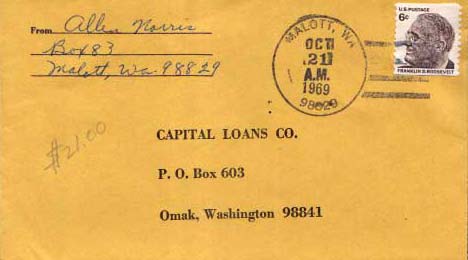 From Allen Norris
Box 83
Malott, Wa 98829
MALOTT, WA
OCT
21
A.M.
1969
98829
U.S. POSTAGE
6¢
FRANKLIN D. ROOSEVELT
$21.00
CAPITAL LOANS CO.
P. O. Box 603
Omak, Washington 98841